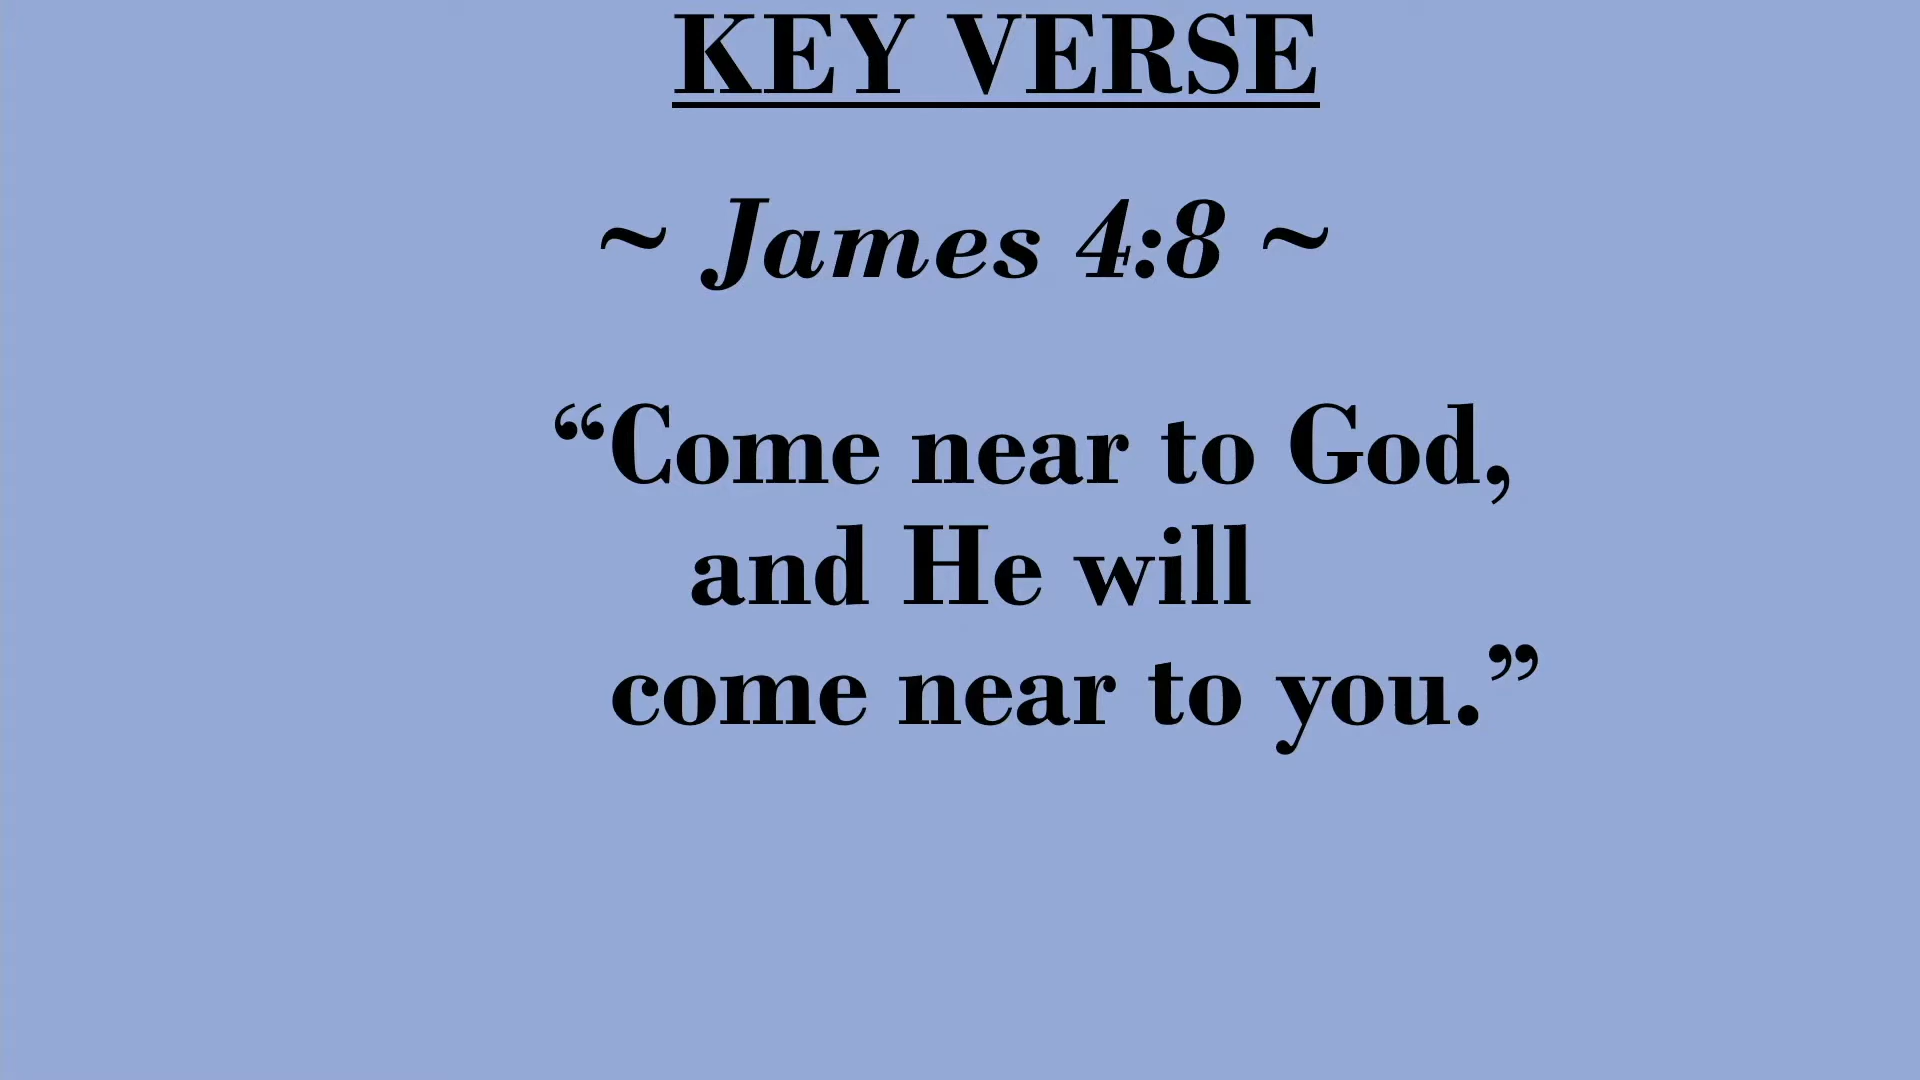 KEY VERSE
~ James 4:8 ~
“Come near to God,
and He will
come near to you.”